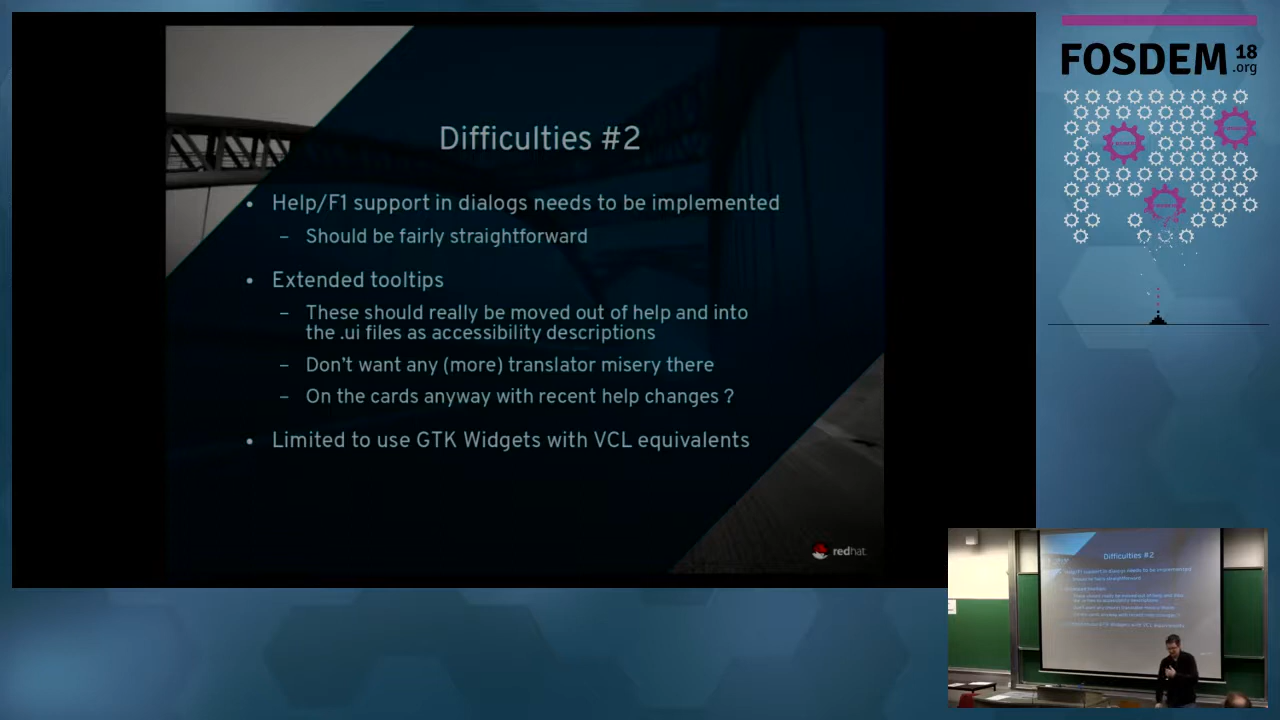 Difficulties #2
• Help/F1 support in dialogs needs to be implemented
– Should be fairly straightforward
• Extended tooltips
– These should really be moved out of help and into
the .ui files as accessibility descriptions
– Don't want any (more) translator misery there
– On the cards anyway with recent help changes ?
• Limited to use GTK Widgets with VCL equivalents
redhat.
FOSDEM 18
.org
Difficulties #2